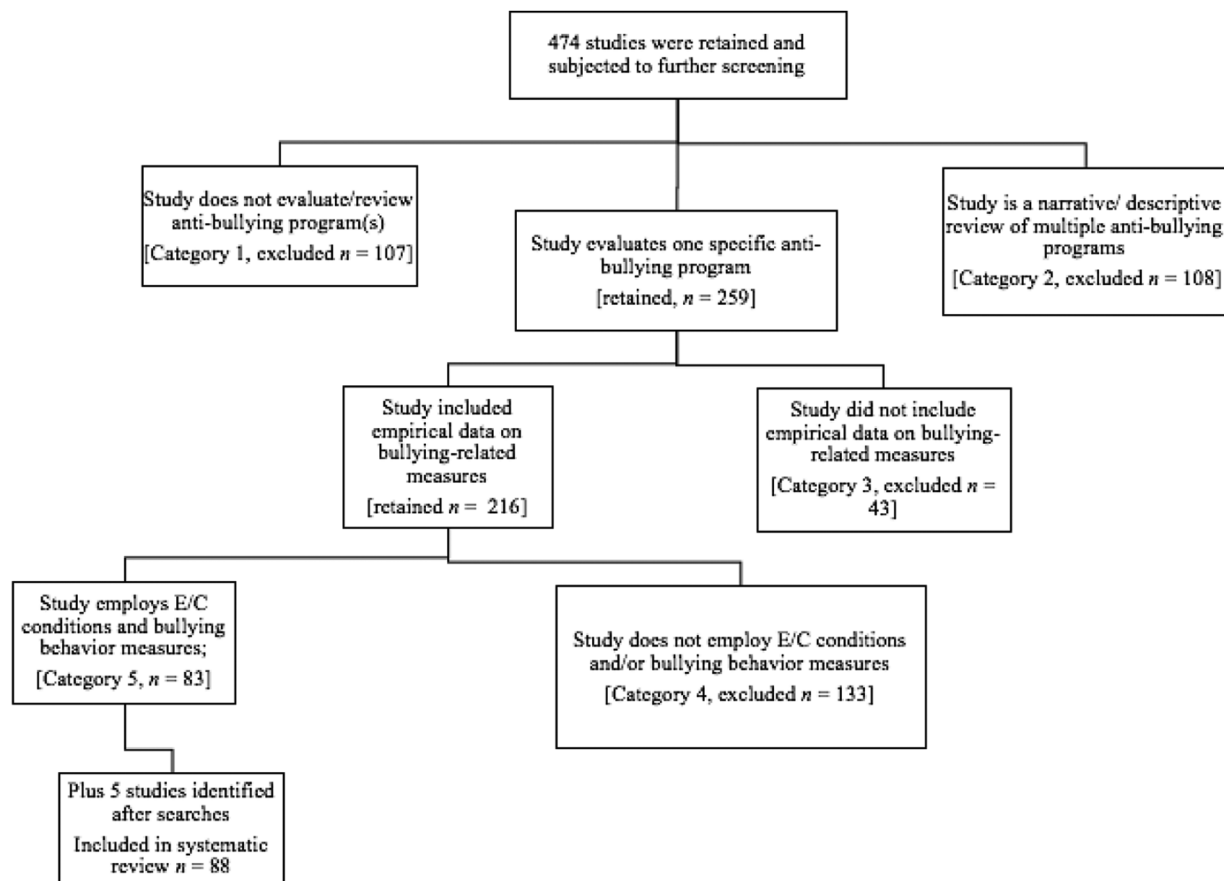 474 studies were retained and
subjected to further screening
Study does not evaluate/review
anti-bullying program(s)
[Category 1, excluded n = 107]
Study evaluates one specific anti-
bullying program
[retained, n = 259]
Study is a narrative/ descriptive
review of multiple anti-bullying
programs
[Category 2, excluded n = 108]
Study included
empirical data on
bullying-related
measures
[retained n = 216]
Study did not include
empirical data on bullying-
related measures
[Category 3, excluded n =
43]
Study employs E/C
conditions and bullying
behavior measures;
[Category 5, n = 83]
Study does not employ E/C conditions
and/or bullying behavior measures
[Category 4, excluded n = 133]
Plus 5 studies identified
after searches
Included in systematic
review n = 88